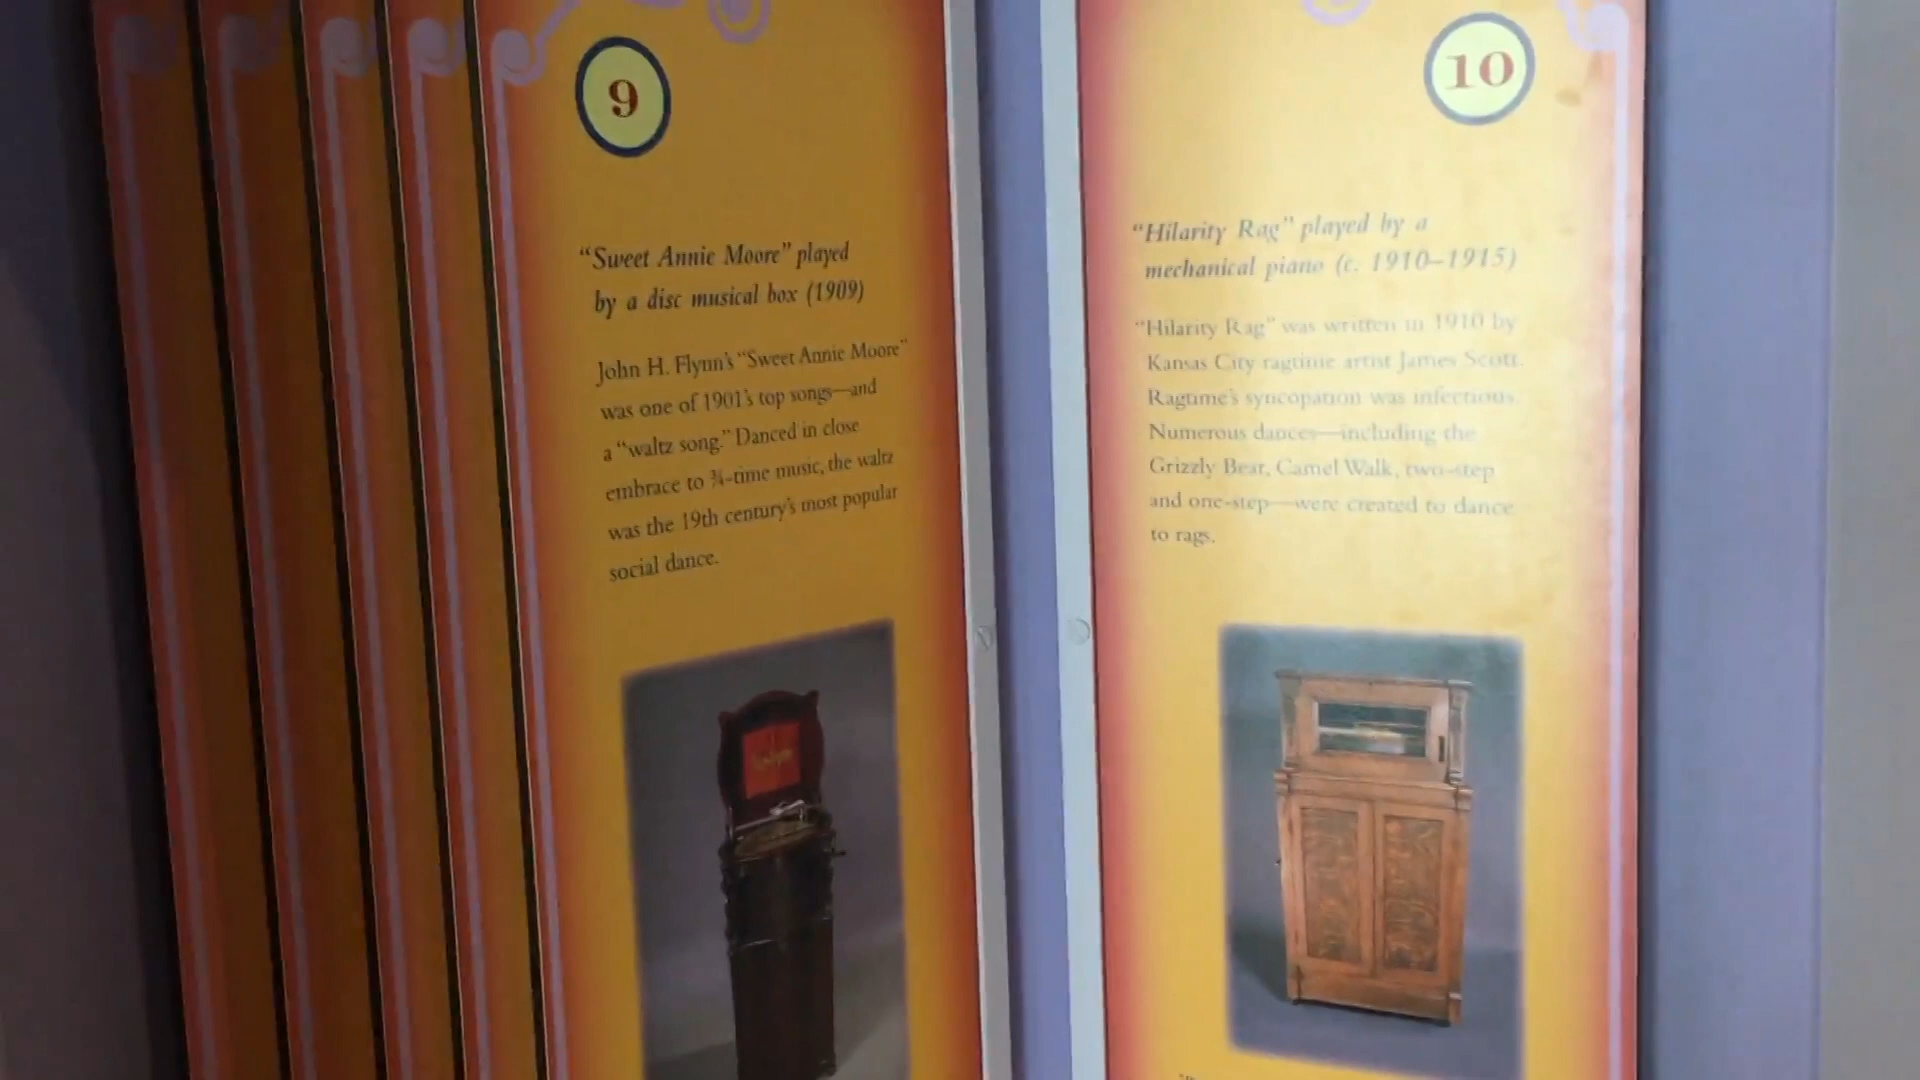 9
"Sweet Annie Moore" played
by a disc musical box (1909)
John H. Flynn's "Sweet Annie Moore"
was one of 1901's top songs—and
a "waltz song." Danced in close
embrace to ¾-time music, the waltz
was the 19th century's most popular
social dance.
10
"Hilarity Rag" played by a
mechanical piano (c. 1910–1915)
"Hilarity Rag" was written in 1910 by
Kansas City ragtime artist James Scott.
Ragtime's syncopation was infectious.
Numerous dances—including the
Grizzly Bear, Camel Walk, two-step
and one-step—were created to dance
to rags.